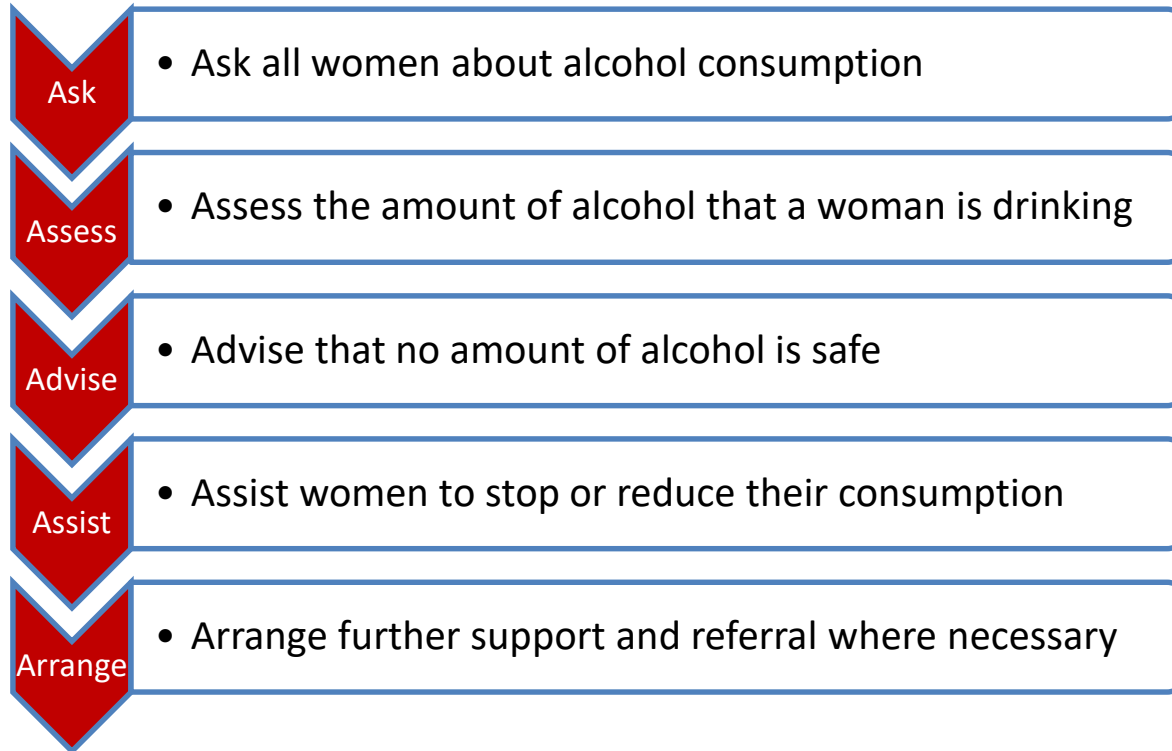 Ask
• Ask all women about alcohol consumption
Assess
• Assess the amount of alcohol that a woman is drinking
Advise
• Advise that no amount of alcohol is safe
Assist
• Assist women to stop or reduce their consumption
Arrange
• Arrange further support and referral where necessary